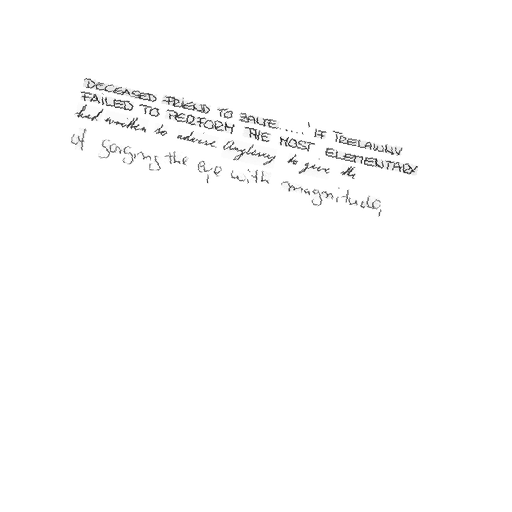 DECEASED FRIEND TO BALTE.....' IF TRELAWNY
FAILED TO PERFORM THE MOST ELEMENTARY
had written to advise Anglesey to give the
of gorging the eye with magnitude,